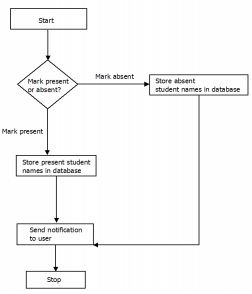 Start
Mark present
or absent?
Mark absent
Store absent
student names in database
Mark present
Store present student
names in database
Send notification
to user
Stop